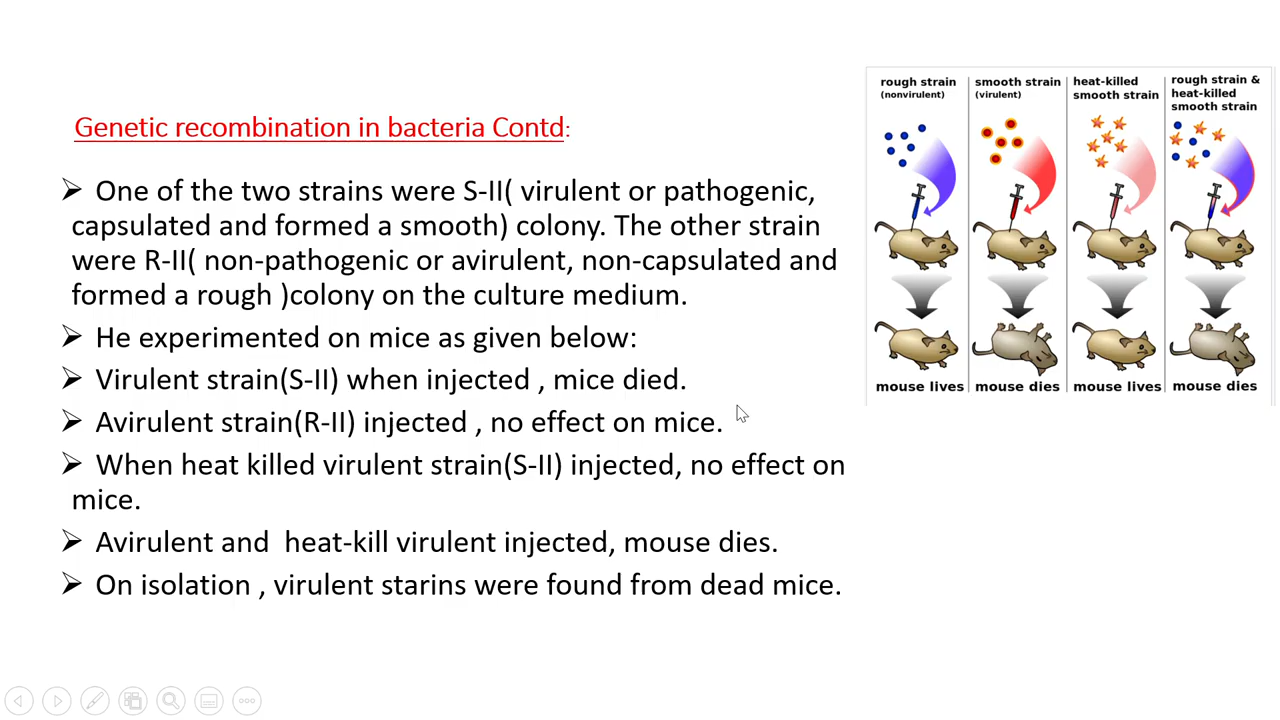 Genetic recombination in bacteria Contd:
➢ One of the two strains were S-II( virulent or pathogenic,
capsulated and formed a smooth) colony. The other strain
were R-II( non-pathogenic or avirulent, non-capsulated and
formed a rough )colony on the culture medium.
➢ He experimented on mice as given below:
➢ Virulent strain(S-II) when injected , mice died.
➢ Avirulent strain(R-II) injected , no effect on mice.
➢ When heat killed virulent strain(S-II) injected, no effect on
mice.
➢ Avirulent and heat-kill virulent injected, mouse dies.
➢ On isolation , virulent starins were found from dead mice.
rough strain
(nonvirulent)
smooth strain
(virulent)
heat-killed
smooth strain
rough strain &
heat-killed
smooth strain
mouse lives
mouse dies
mouse lives
mouse dies